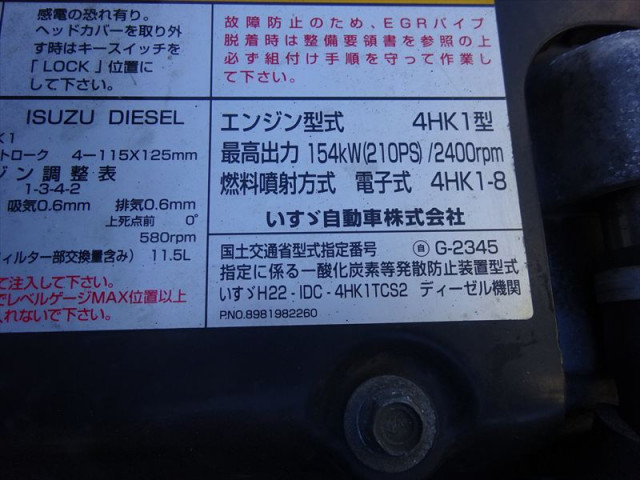 感電の恐れ有り。
ヘッドカバーを取り外
す時はキースイッチを
「LOCK」位置に
して下さい。
故障防止のため、EGRパイプ
脱着時は整備要領書を参照の上
必ず組付け手順を守って作業し
て下さい。
ISUZU DIESEL
K1
トローク 4-115X125mm
ジン調整表
1-3-4-2
吸気0.6mm 排気0.6mm
上死点前 0°
580rpm
フィルター部交換量含み) 11.5L
て注入して下さい。
でレベルゲージMAX位置以上
入れないで下さい。
エンジン型式 4HK1型
最高出力 154kW(210PS)/2400rpm
燃料噴射方式 電子式 4HK1-8
いすゞ自動車株式会社
国土交通省型式指定番号 自 G-2345
指定に係る一酸化炭素等発散防止装置型式
いすゞH22-IDC-4HK1TCS2 ディーゼル機関
P.NO.8981982260